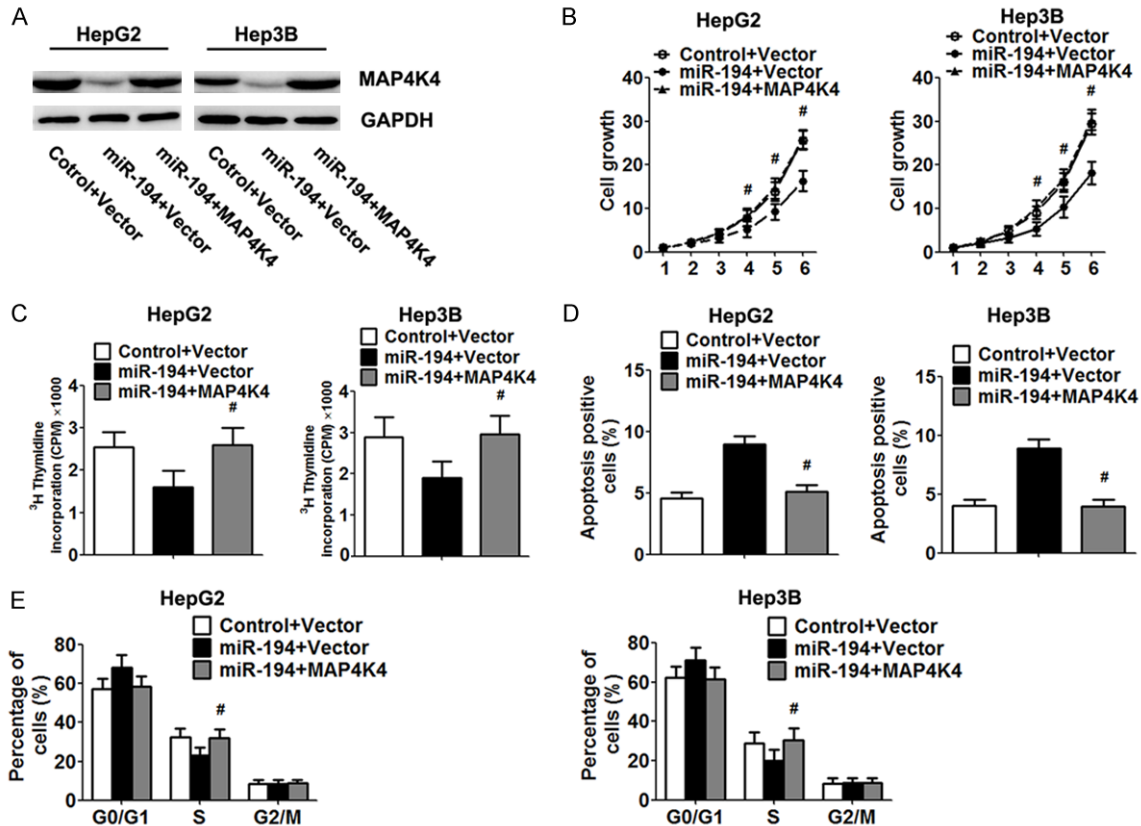 A
HepG2
Hep3B
MAP4K4
GAPDH
Cotrol+Vector
miR-194+Vector
miR-194+MAP4K4
Cotrol+Vector
miR-194+Vector
miR-194+MAP4K4
B
HepG2
Control+Vector
miR-194+Vector
miR-194+MAP4K4
Cell growth
40
30
20
10
0
# # #
1 2 3 4 5 6
Hep3B
Control+Vector
miR-194+Vector
miR-194+MAP4K4
Cell growth
40
30
20
10
0
# # #
1 2 3 4 5 6
C
HepG2
Control+Vector
miR-194+Vector
miR-194+MAP4K4
³H Thymidine
Incorporation (CPM) ×1000
4
3
2
1
0
#
Hep3B
Control+Vector
miR-194+Vector
miR-194+MAP4K4
³H Thymidine
Incorporation (CPM) ×1000
4
3
2
1
0
#
D
HepG2
Control+Vector
miR-194+Vector
miR-194+MAP4K4
Apoptosis positive
cells (%)
15
10
5
0
#
Hep3B
Control+Vector
miR-194+Vector
miR-194+MAP4K4
Apoptosis positive
cells (%)
15
10
5
0
#
E
HepG2
Control+Vector
miR-194+Vector
miR-194+MAP4K4
Percentage of
cells (%)
80
60
40
20
0
#
G0/G1 S G2/M
Hep3B
Control+Vector
miR-194+Vector
miR-194+MAP4K4
Percentage of
cells (%)
80
60
40
20
0
#
G0/G1 S G2/M